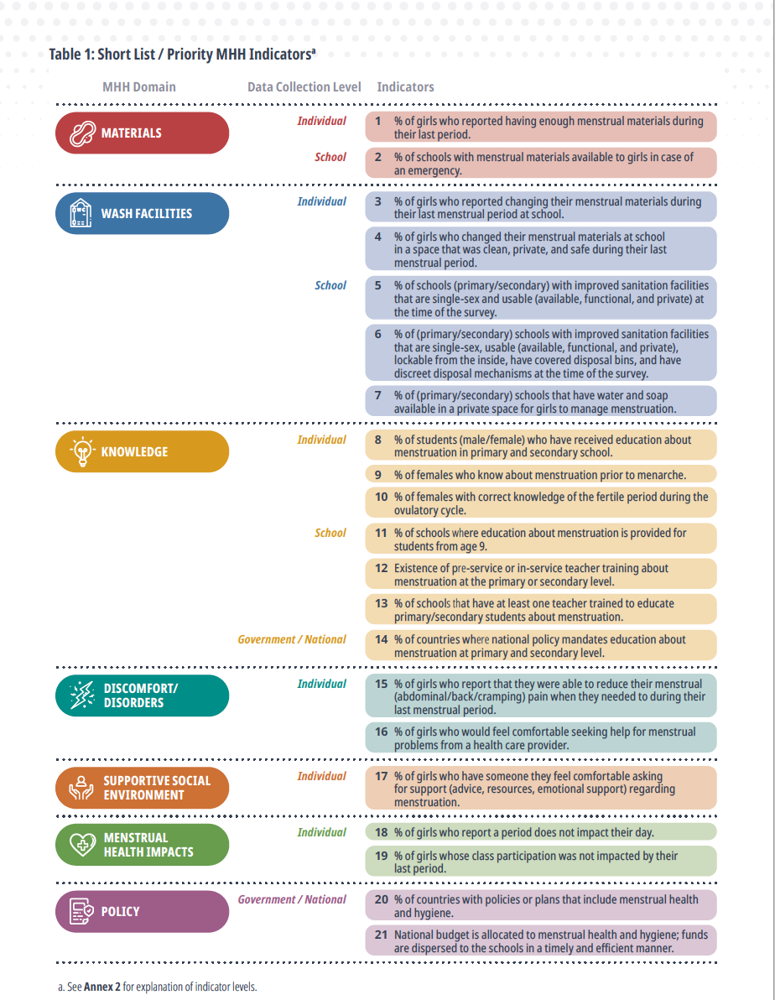 Table 1: Short List / Priority MHH Indicatorsa
MHH Domain Data Collection Level Indicators
MATERIALS
Individual
1 % of girls who reported having enough menstrual materials during
their last period.
School
2 % of schools with menstrual materials available to girls in case of
an emergency.
WASH FACILITIES
Individual
3 % of girls who reported changing their menstrual materials during
their last menstrual period at school.
4 % of girls who changed their menstrual materials at school
in a space that was clean, private, and safe during their last
menstrual period.
School
5 % of schools (primary/secondary) with improved sanitation facilities
that are single-sex and usable (available, functional, and private) at
the time of the survey.
6 % of (primary/secondary) schools with improved sanitation facilities
that are single-sex, usable (available, functional, and private),
lockable from the inside, have covered disposal bins, and have
discreet disposal mechanisms at the time of the survey.
7 % of (primary/secondary) schools that have water and soap
available in a private space for girls to manage menstruation.
KNOWLEDGE
Individual
8 % of students (male/female) who have received education about
menstruation in primary and secondary school.
9 % of females who know about menstruation prior to menarche.
10 % of females with correct knowledge of the fertile period during the
ovulatory cycle.
School
11 % of schools where education about menstruation is provided for
students from age 9.
12 Existence of pre-service or in-service teacher training about
menstruation at the primary or secondary level.
13 % of schools that have at least one teacher trained to educate
primary/secondary students about menstruation.
Government / National
14 % of countries where national policy mandates education about
menstruation at primary and secondary level.
DISCOMFORT/
DISORDERS
Individual
15 % of girls who report that they were able to reduce their menstrual
(abdominal/back/cramping) pain when they needed to during their
last menstrual period.
16 % of girls who would feel comfortable seeking help for menstrual
problems from a health care provider.
SUPPORTIVE SOCIAL
ENVIRONMENT
Individual
17 % of girls who have someone they feel comfortable asking
for support (advice, resources, emotional support) regarding
menstruation.
MENSTRUAL
HEALTH IMPACTS
Individual
18 % of girls who report a period does not impact their day.
19 % of girls whose class participation was not impacted by their
last period.
POLICY
Government / National
20 % of countries with policies or plans that include menstrual health
and hygiene.
21 National budget is allocated to menstrual health and hygiene; funds
are dispersed to the schools in a timely and efficient manner.
a. See Annex 2 for explanation of indicator levels.